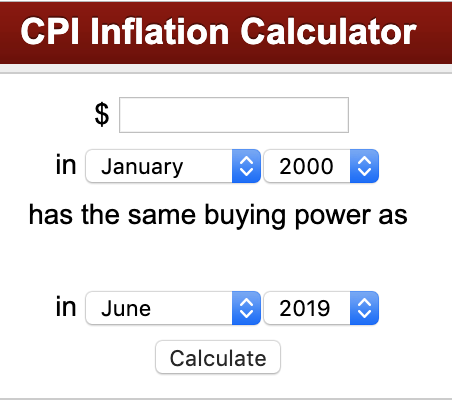 CPI Inflation Calculator
$
in January 2000
has the same buying power as
in June 2019
Calculate